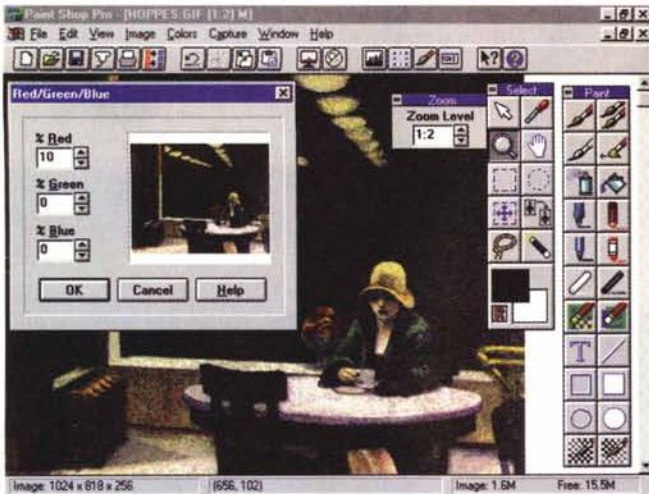 Paint Shop Pro - [HOPPES.GIF [1:2] M]
File Edit View Image Colors Capture Window Help
Red/Green/Blue
% Red
10
% Green
0
% Blue
0
OK Cancel Help
Zoom
Zoom Level
1:2
Select
Paint
T
Image: 1024 x 818 x 256 (656, 102) Image: 1.6M Free: 15.5M